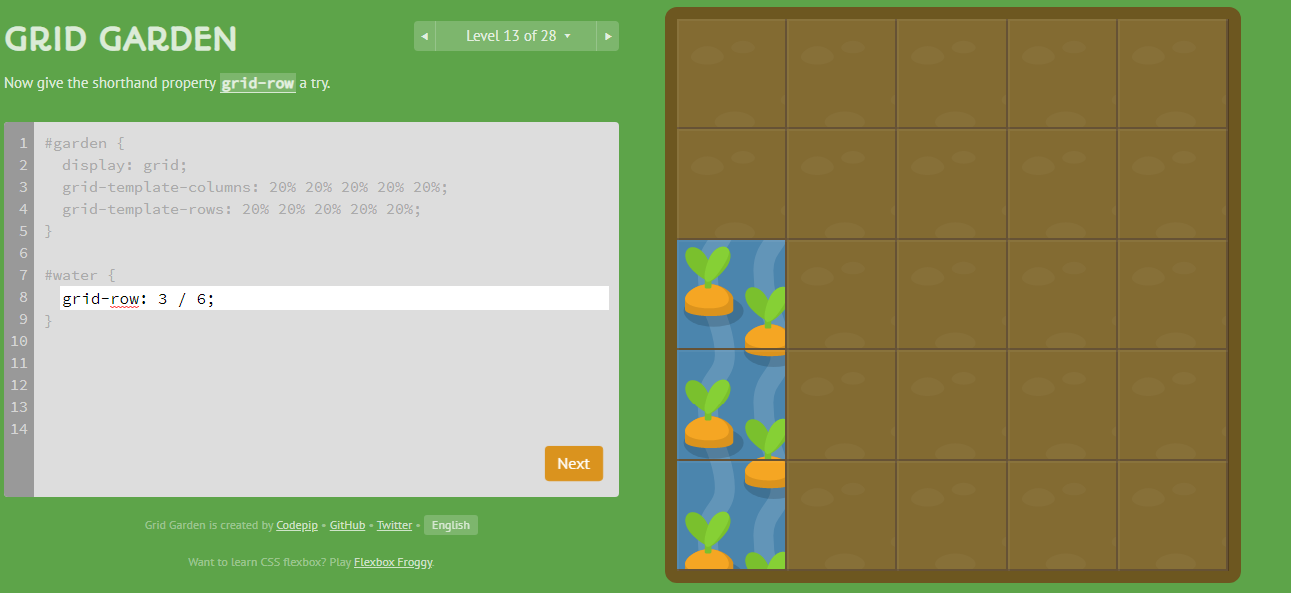 GRID GARDEN
◄ Level 13 of 28 ▾ ►
Now give the shorthand property grid-row a try.
1 #garden {
2 display: grid;
3 grid-template-columns: 20% 20% 20% 20% 20%;
4 grid-template-rows: 20% 20% 20% 20% 20%;
5 }
6
7 #water {
8 grid-row: 3 / 6;
9 }
10
11
12
13
14
Next
Grid Garden is created by Codepip • GitHub • Twitter • English
Want to learn CSS flexbox? Play Flexbox Froggy.